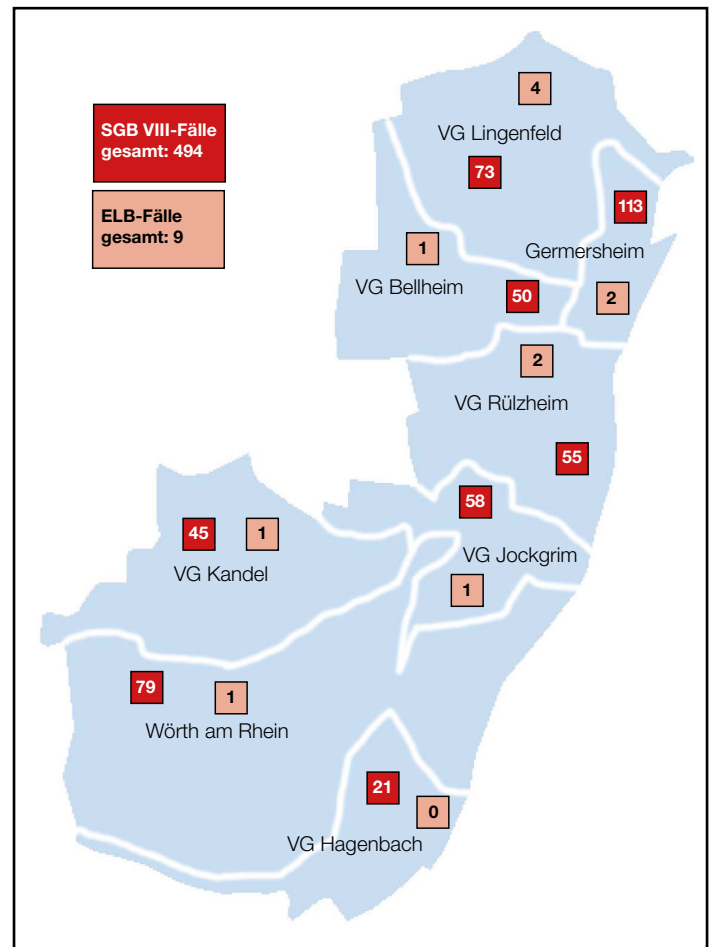 SGB VIII-Fälle
gesamt: 494
ELB-Fälle
gesamt: 9
4
VG Lingenfeld
73
113
Germersheim
1
VG Bellheim
50
2
2
VG Rülzheim
55
58
VG Jockgrim
1
45
1
VG Kandel
79
1
Wörth am Rhein
21
0
VG Hagenbach